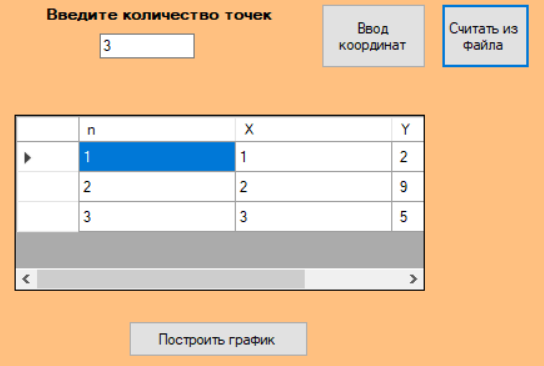 Введите количество точек
3
Ввод
координат
Считать из
файла
n X Y
1 1 2
2 2 9
3 3 5
Построить график